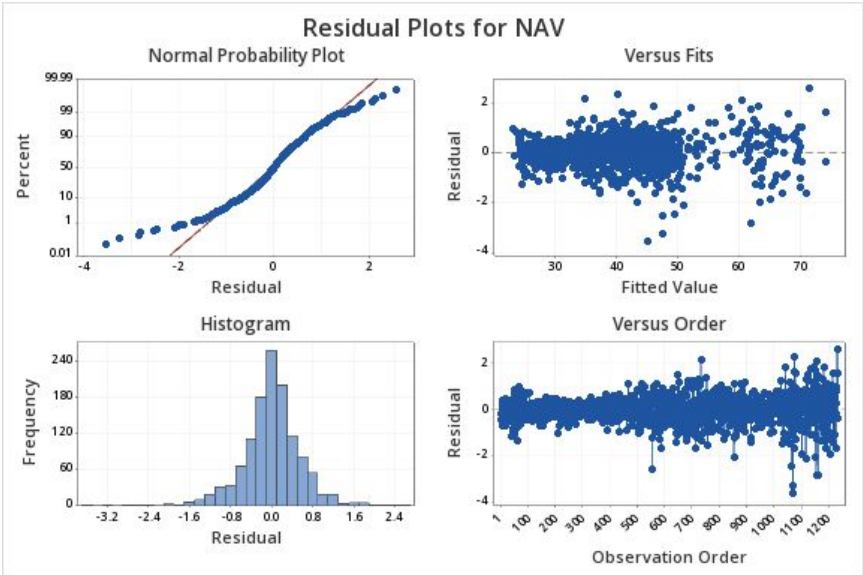 Residual Plots for NAV
Normal Probability Plot
99.99
99
90
50
10
1
0.01
Percent
-4 -2 0 2
Residual
Versus Fits
2
0
-2
-4
Residual
30 40 50 60 70
Fitted Value
Histogram
240
180
120
60
0
Frequency
-3.2 -2.4 -1.6 -0.8 0.0 0.8 1.6 2.4
Residual
Versus Order
2
0
-2
-4
Residual
1 100 200 300 400 500 600 700 800 900 1000 1100 1200
Observation Order